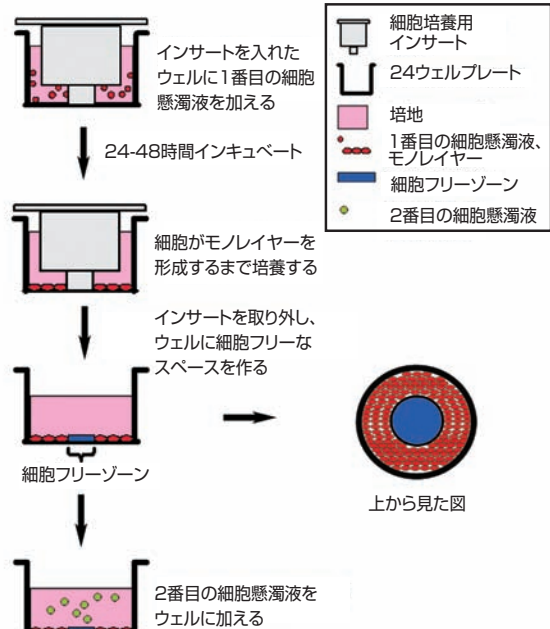 インサートを入れた
ウェルに1番目の細胞
懸濁液を加える
24-48時間インキュベート
細胞がモノレイヤーを
形成するまで培養する
インサートを取り外し、
ウェルに細胞フリーな
スペースを作る
細胞フリーゾーン
上から見た図
2番目の細胞懸濁液を
ウェルに加える
細胞培養用
インサート
24ウェルプレート
培地
1番目の細胞懸濁液、
モノレイヤー
細胞フリーゾーン
2番目の細胞懸濁液